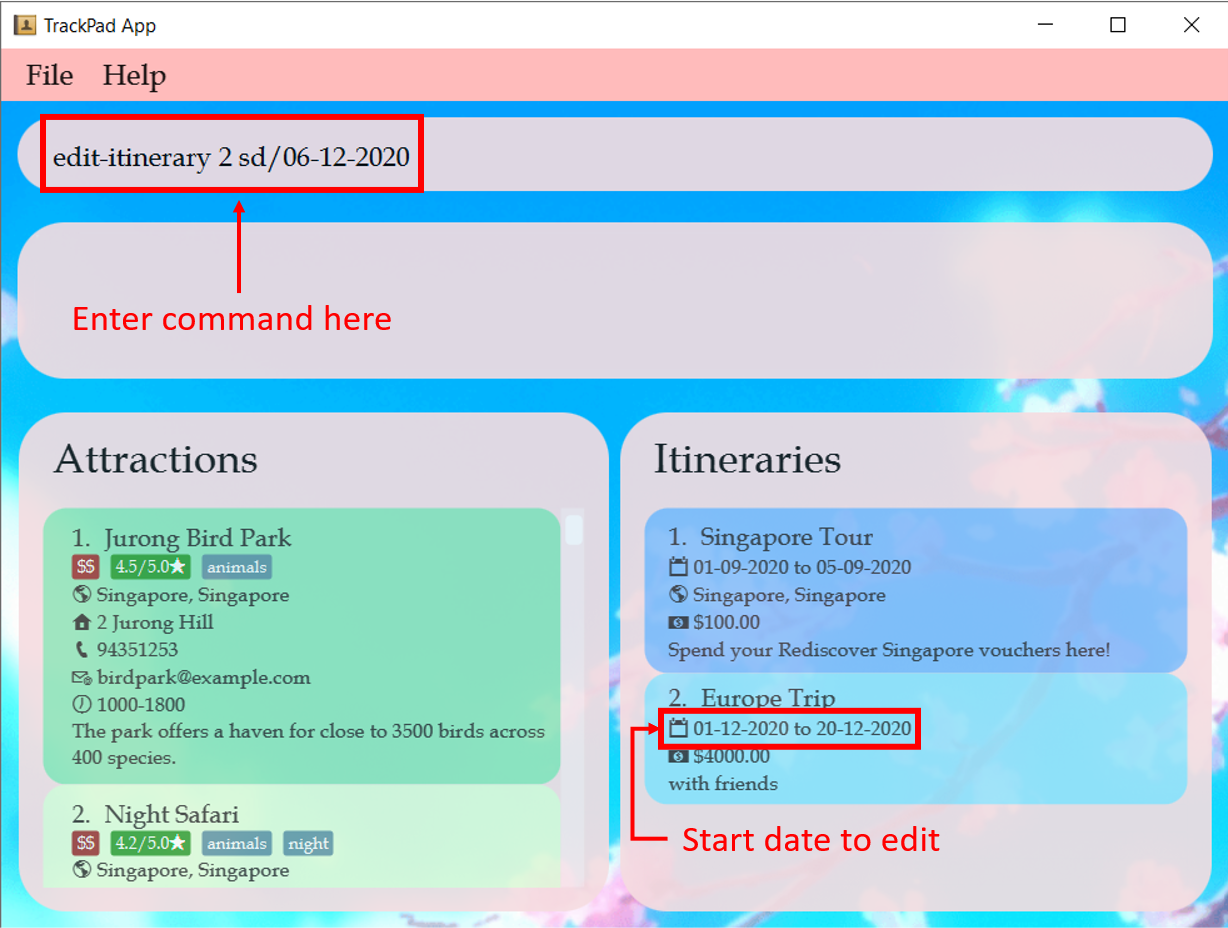 TrackPad App
File Help
edit-itinerary 2 sd/06-12-2020
Enter command here
Attractions
1. Jurong Bird Park
$$ 4.5/5.0★ animals
Singapore, Singapore
2 Jurong Hill
94351253
birdpark@example.com
1000-1800
The park offers a haven for close to 3500 birds across
400 species.
2. Night Safari
$$ 4.2/5.0★ animals night
Singapore, Singapore
Itineraries
1. Singapore Tour
01-09-2020 to 05-09-2020
Singapore, Singapore
$100.00
Spend your Rediscover Singapore vouchers here!
2. Europe Trip
01-12-2020 to 20-12-2020
$4000.00
with friends
Start date to edit